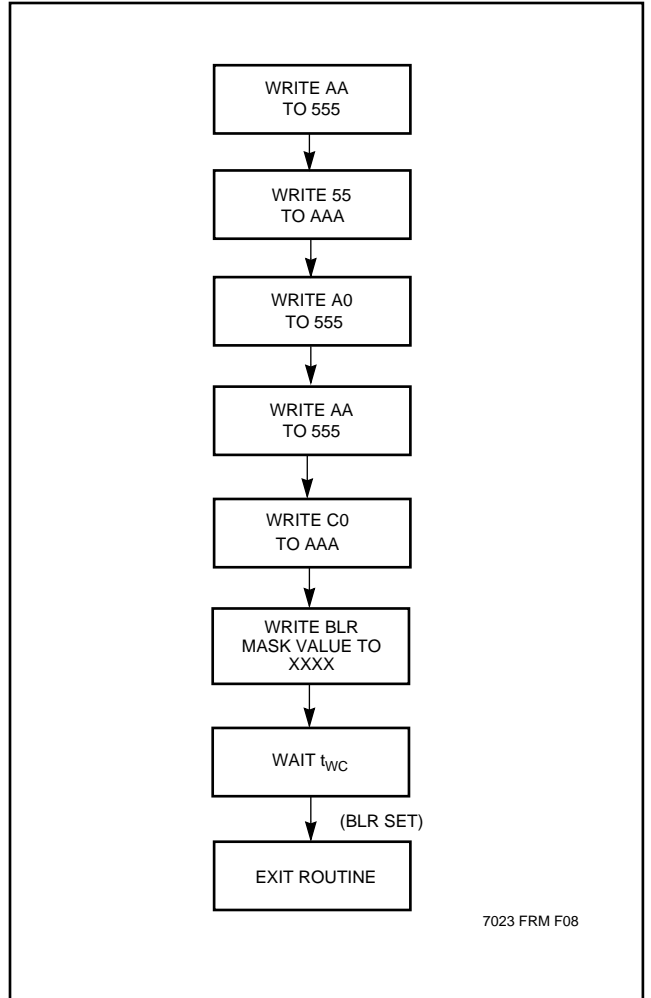 WRITE AA
TO 555
WRITE 55
TO AAA
WRITE A0
TO 555
WRITE AA
TO 555
WRITE C0
TO AAA
WRITE BLR
MASK VALUE TO
XXXX
WAIT tWC
(BLR SET)
EXIT ROUTINE
7023 FRM F08